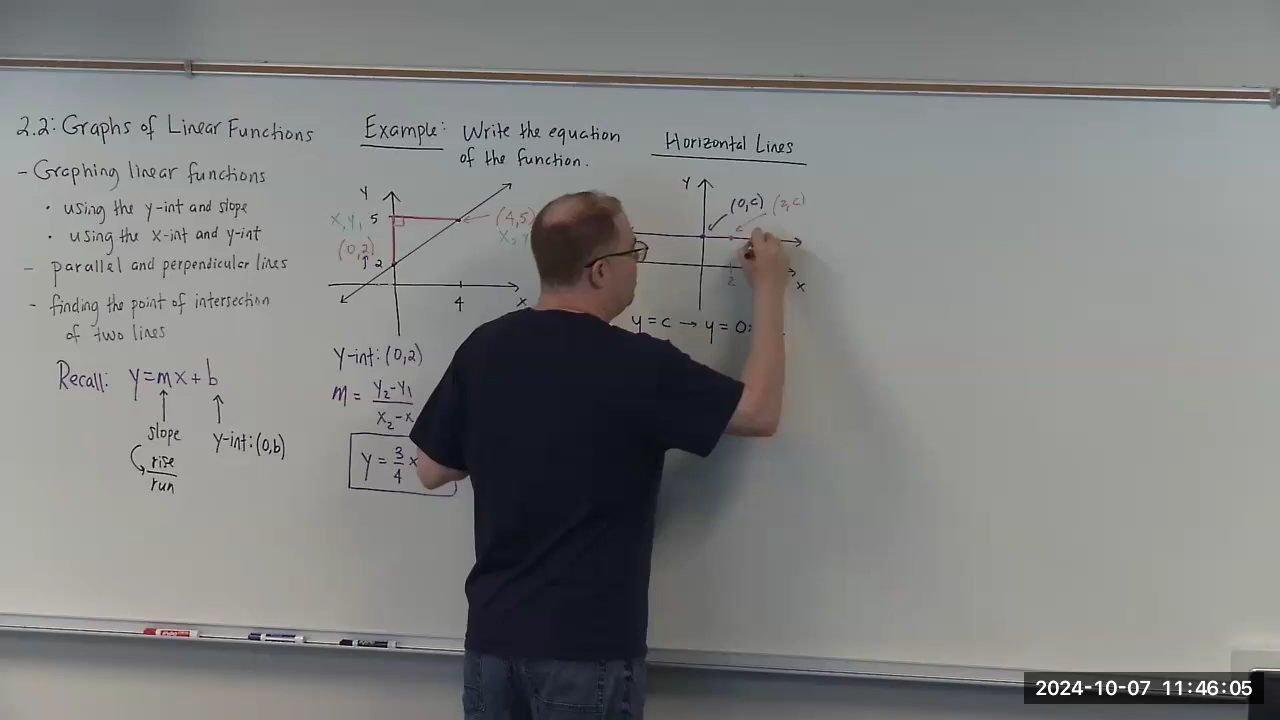 2.2: Graphs of Linear Functions
- Graphing linear functions
• using the y-int and slope
• using the x-int and y-int
- parallel and perpendicular lines
- finding the point of intersection
of two lines
Recall: y=mx+b
slope
y-int: (0,b)
rise
run
Example: Write the equation
of the function.
y
x, y, 5
(4,5)
(0,2)
2
4
x
y-int: (0,2)
m = y₂-y₁
x₂-x
y = 3/4 x
Horizontal Lines
y
(0,c) (2,c)
2
x
y = c → y = 0
2024-10-07 11:46:05